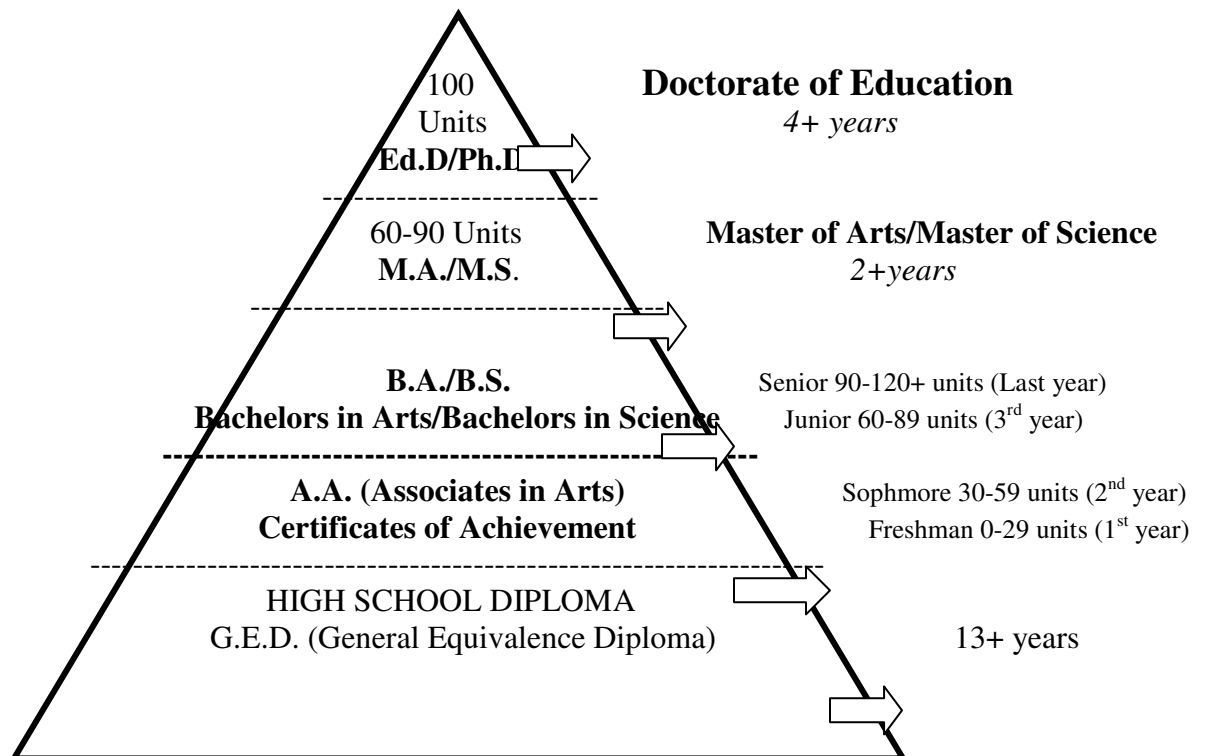 100
Units
Ed.D/Ph.D
Doctorate of Education
4+ years
60-90 Units
M.A./M.S.
Master of Arts/Master of Science
2+years
B.A./B.S.
Bachelors in Arts/Bachelors in Science
Senior 90-120+ units (Last year)
Junior 60-89 units (3rd year)
A.A. (Associates in Arts)
Certificates of Achievement
Sophmore 30-59 units (2nd year)
Freshman 0-29 units (1st year)
HIGH SCHOOL DIPLOMA
G.E.D. (General Equivalence Diploma)
13+ years